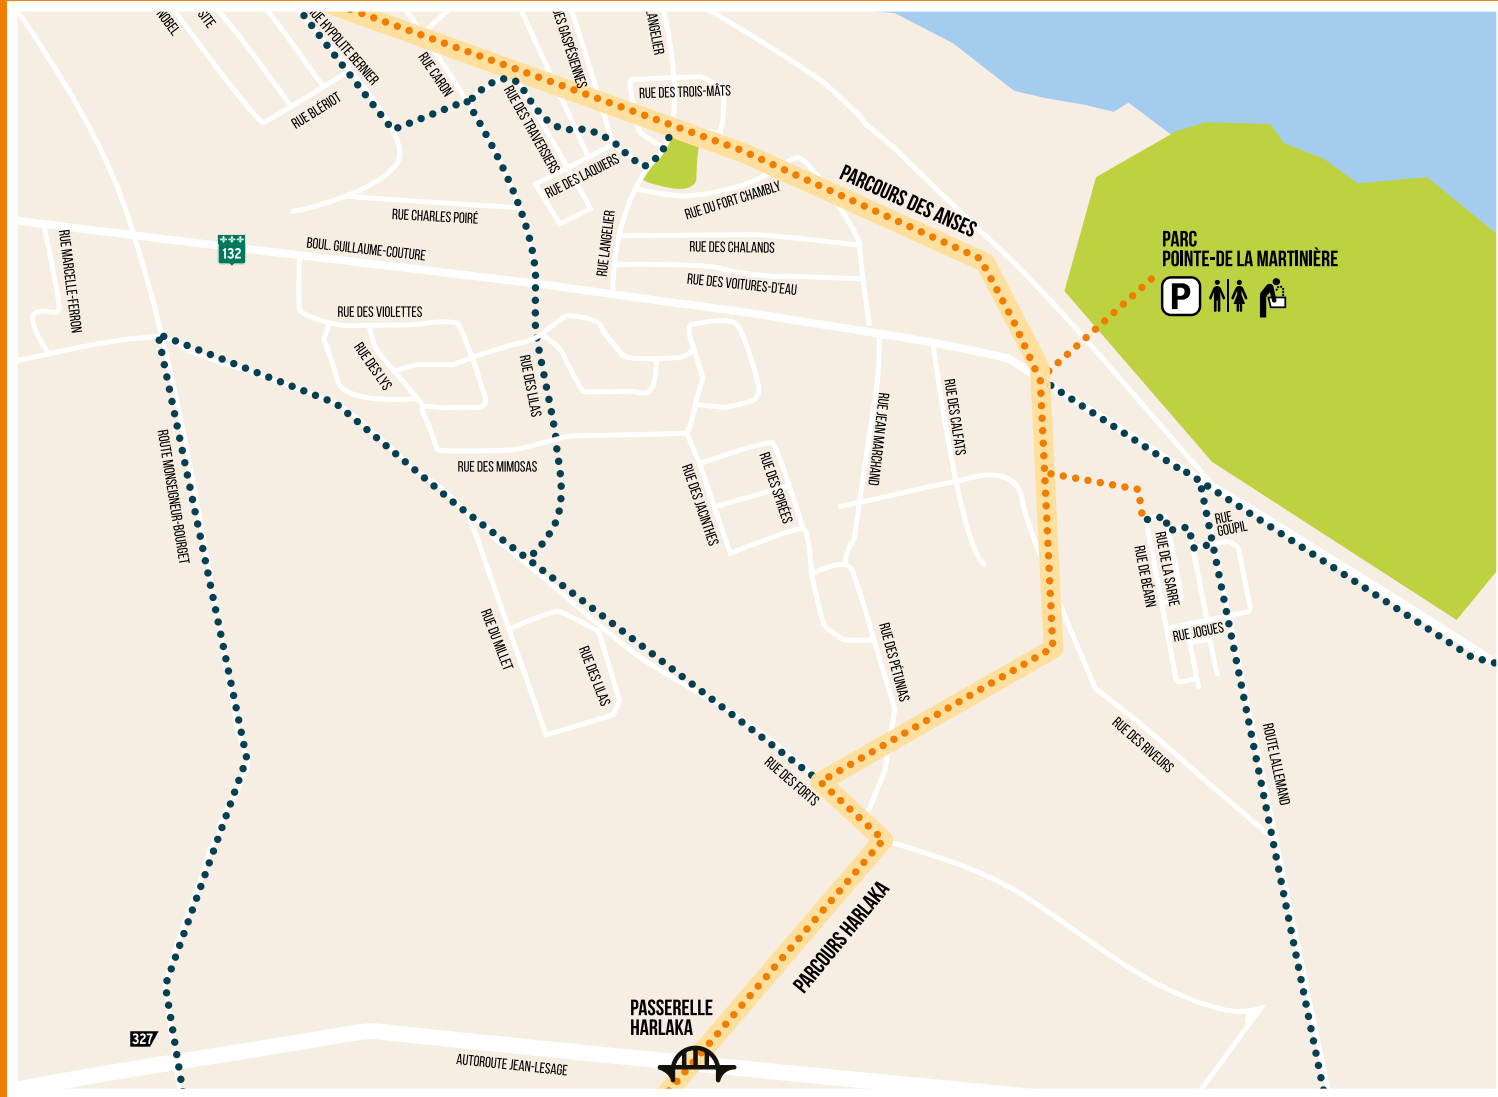 NOBEL
SITE
RUE HYPOLITE BERNIER
RUE CARON
DES GASPÉSIENNES
LANGELIER
RUE BLÉRIOT
RUE DES TROIS-MÂTS
RUE DES TRAVERSIERS
RUE DES LAQUIERS
RUE DU FORT CHAMBLY
PARCOURS DES ANSES
RUE CHARLES POIRÉ
RUE LANGELIER
RUE DES CHALANDS
RUE MARCELLE-FERRON
132
BOUL. GUILLAUME-COUTURE
RUE DES VOITURES-D'EAU
PARC
POINTE-DE LA MARTINIÈRE
P
RUE DES VIOLETTES
RUE DES LYS
RUE DES LILAS
RUE JEAN MARCHAND
RUE DES CALFATS
ROUTE MONSEIGNEUR-BOURGET
RUE DES MIMOSAS
RUE DES JACINTHES
RUE DES SPIRÉES
RUE
GOUPIL
RUE DE BÉARN
RUE DE LA SARRE
RUE JOGUES
RUE DU MILLET
RUE DES LILAS
RUE DES PÉTUNIAS
RUE DES RIVEURS
ROUTE LALLEMAND
RUE DES FORTS
PARCOURS HARLAKA
PASSERELLE
HARLAKA
327
AUTOROUTE JEAN-LESAGE